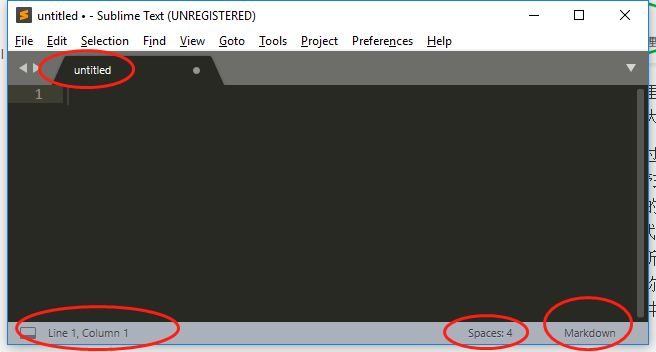 untitled • - Sublime Text (UNREGISTERED)
File Edit Selection Find View Goto Tools Project Preferences Help
untitled
1
Line 1, Column 1 Spaces: 4 Markdown